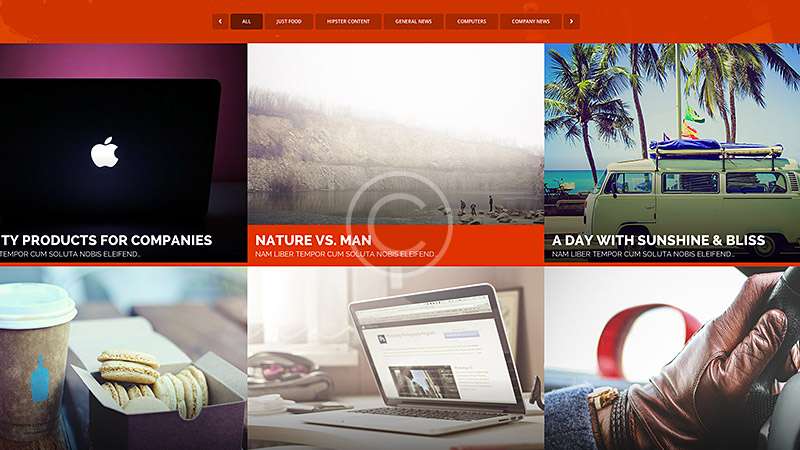 ALL JUST FOOD HIPSTER CONTENT GENERAL NEWS COMPUTERS COMPANY NEWS
TY PRODUCTS FOR COMPANIES
TEMPOR CUM SOLUTA NOBIS ELEIFEND...
NATURE VS. MAN
NAM LIBER TEMPOR CUM SOLUTA NOBIS ELEIFEND...
A DAY WITH SUNSHINE & BLISS
NAM LIBER TEMPOR CUM SOLUTA NOBIS ELEIFEND...
©